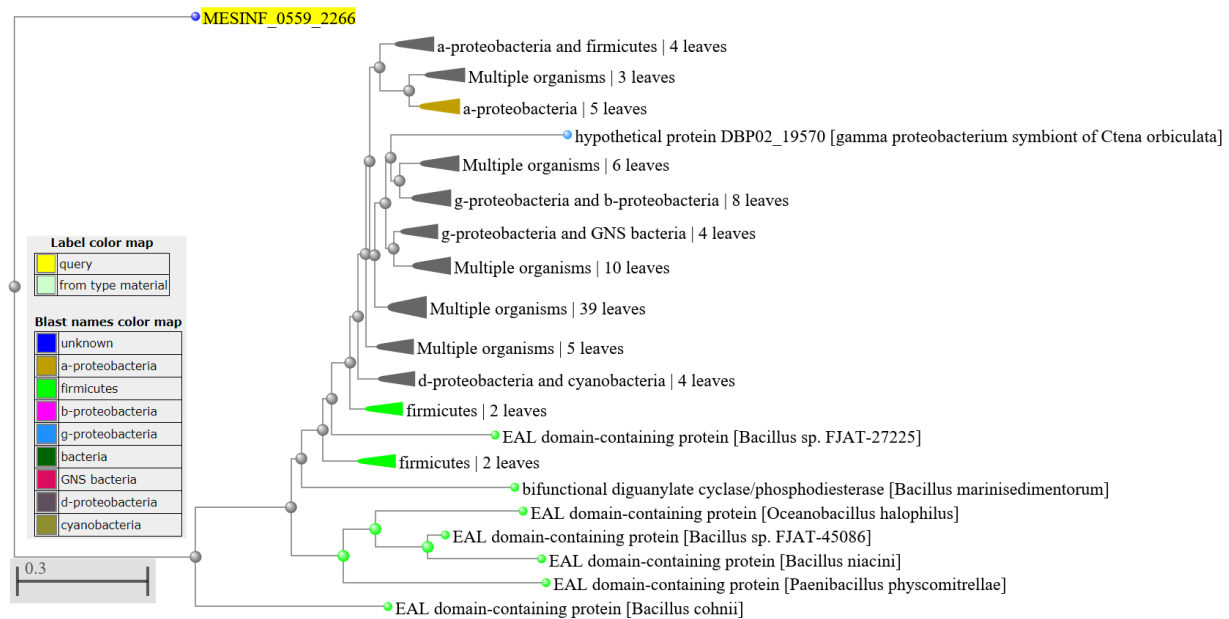 MESINF_0559_2266
a-proteobacteria and firmicutes | 4 leaves
Multiple organisms | 3 leaves
a-proteobacteria | 5 leaves
hypothetical protein DBP02_19570 [gamma proteobacterium symbiont of Ctena orbiculata]
Multiple organisms | 6 leaves
g-proteobacteria and b-proteobacteria | 8 leaves
g-proteobacteria and GNS bacteria | 4 leaves
Multiple organisms | 10 leaves
Multiple organisms | 39 leaves
Multiple organisms | 5 leaves
d-proteobacteria and cyanobacteria | 4 leaves
firmicutes | 2 leaves
EAL domain-containing protein [Bacillus sp. FJAT-27225]
firmicutes | 2 leaves
bifunctional diguanylate cyclase/phosphodiesterase [Bacillus marinisedimentorum]
EAL domain-containing protein [Oceanobacillus halophilus]
EAL domain-containing protein [Bacillus sp. FJAT-45086]
EAL domain-containing protein [Bacillus niacini]
EAL domain-containing protein [Paenibacillus physcomitrellae]
EAL domain-containing protein [Bacillus cohnii]
Label color map
query
from type material
Blast names color map
unknown
a-proteobacteria
firmicutes
b-proteobacteria
g-proteobacteria
bacteria
GNS bacteria
d-proteobacteria
cyanobacteria
0.3